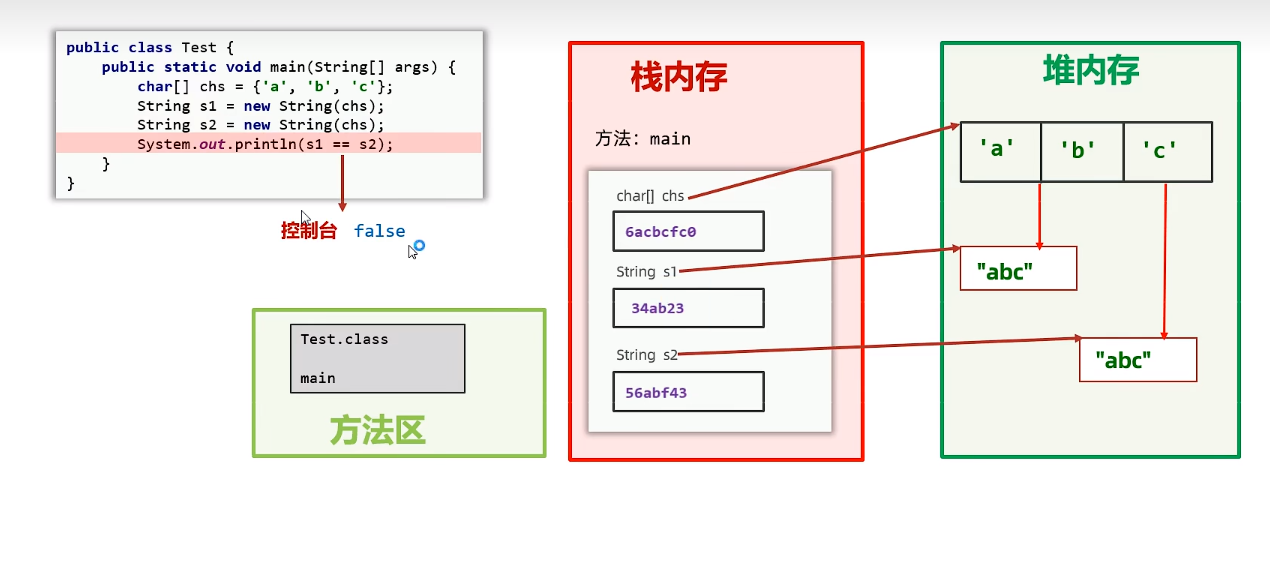 public class Test {
public static void main(String[] args) {
char[] chs = {'a', 'b', 'c'};
String s1 = new String(chs);
String s2 = new String(chs);
System.out.println(s1 == s2);
}
}
控制台 false
Test.class
main
方法区
栈内存
方法: main
char[] chs
6acbcfc0
String s1
34ab23
String s2
56abf43
堆内存
'a' 'b' 'c'
"abc"
"abc"